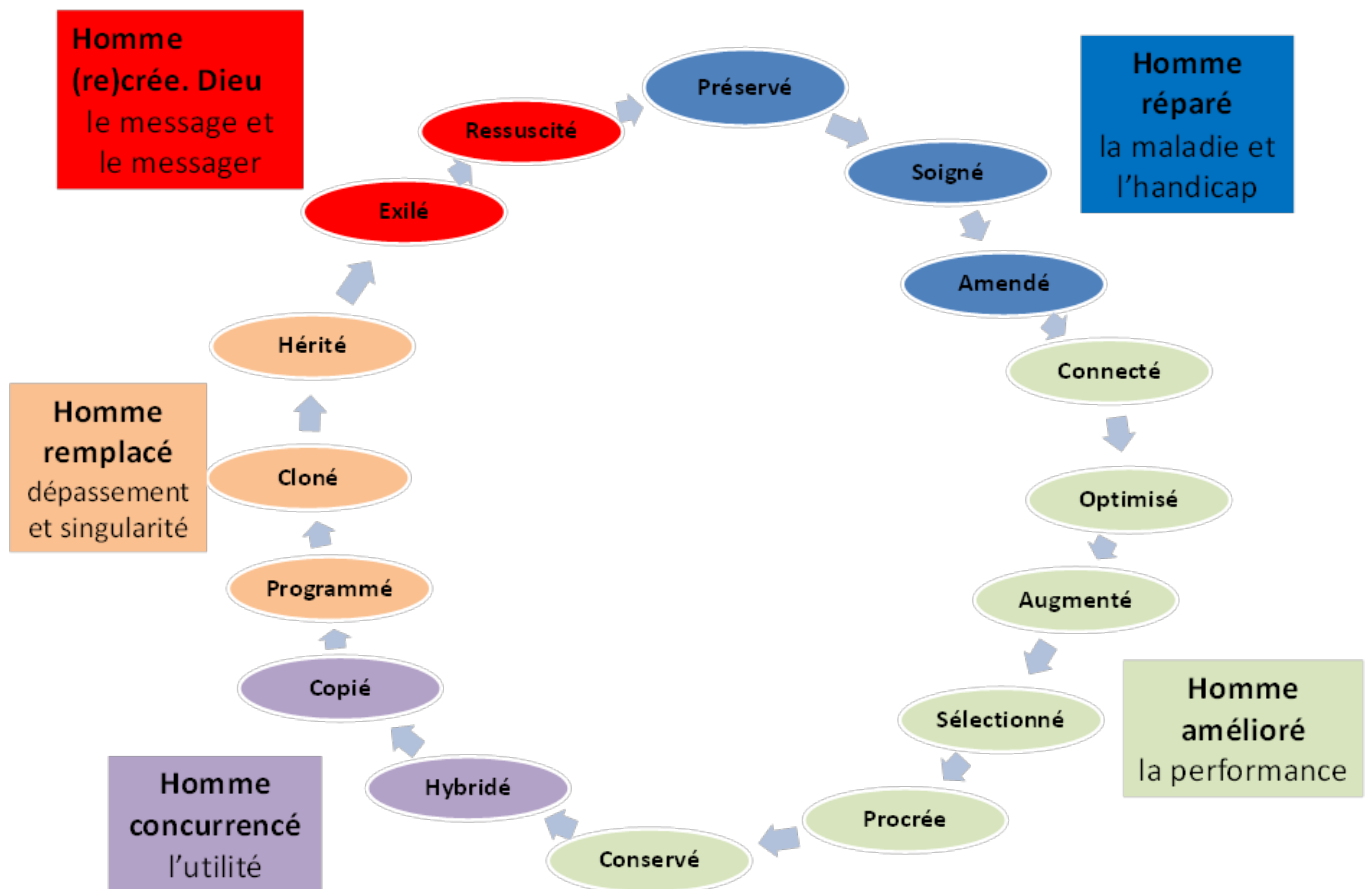 Homme
(re)crée. Dieu
le message et
le messager
Ressuscité
Préservé
Homme
réparé
la maladie et
l'handicap
Soigné
Exilé
Amendé
Hérité
Connecté
Homme
remplacé
dépassement
et singularité
Cloné
Optimisé
Programmé
Augmenté
Copié
Sélectionné
Homme
amélioré
la performance
Homme
concurrencé
l'utilité
Hybridé
Procrée
Conservé